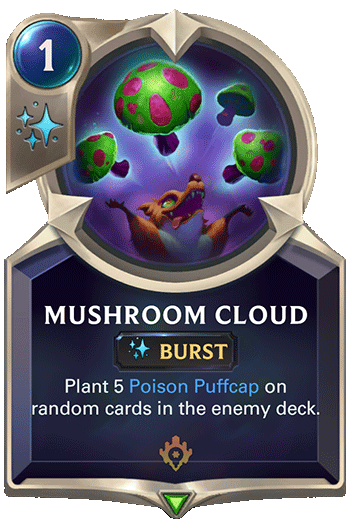 1
MUSHROOM CLOUD
BURST
Plant 5 Poison Puffcap on
random cards in the enemy deck.